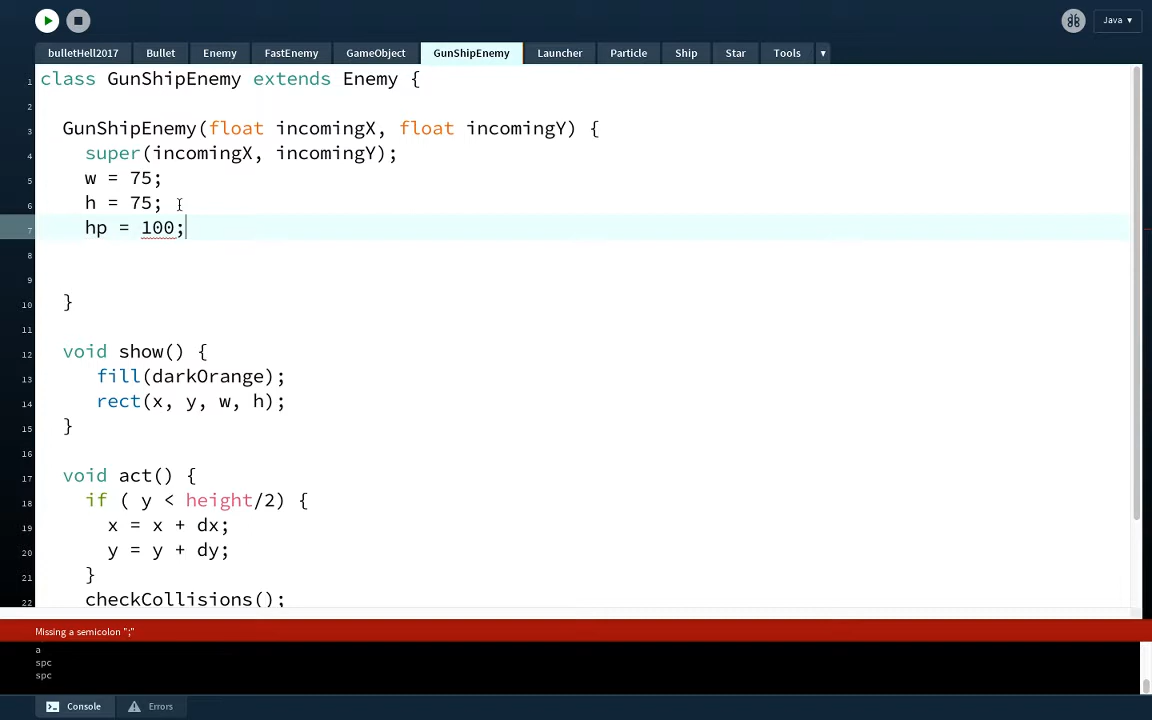 Java ▾
bulletHell2017 Bullet Enemy FastEnemy GameObject GunShipEnemy Launcher Particle Ship Star Tools ▾
1 class GunShipEnemy extends Enemy {
2
3 GunShipEnemy(float incomingX, float incomingY) {
4 super(incomingX, incomingY);
5 w = 75;
6 h = 75;
7 hp = 100;
8
9
10 }
11
12 void show() {
13 fill(darkOrange);
14 rect(x, y, w, h);
15 }
16
17 void act() {
18 if ( y < height/2) {
19 x = x + dx;
20 y = y + dy;
21 }
22 checkCollisions();
Missing a semicolon ";"
a
spc
spc
Console Errors